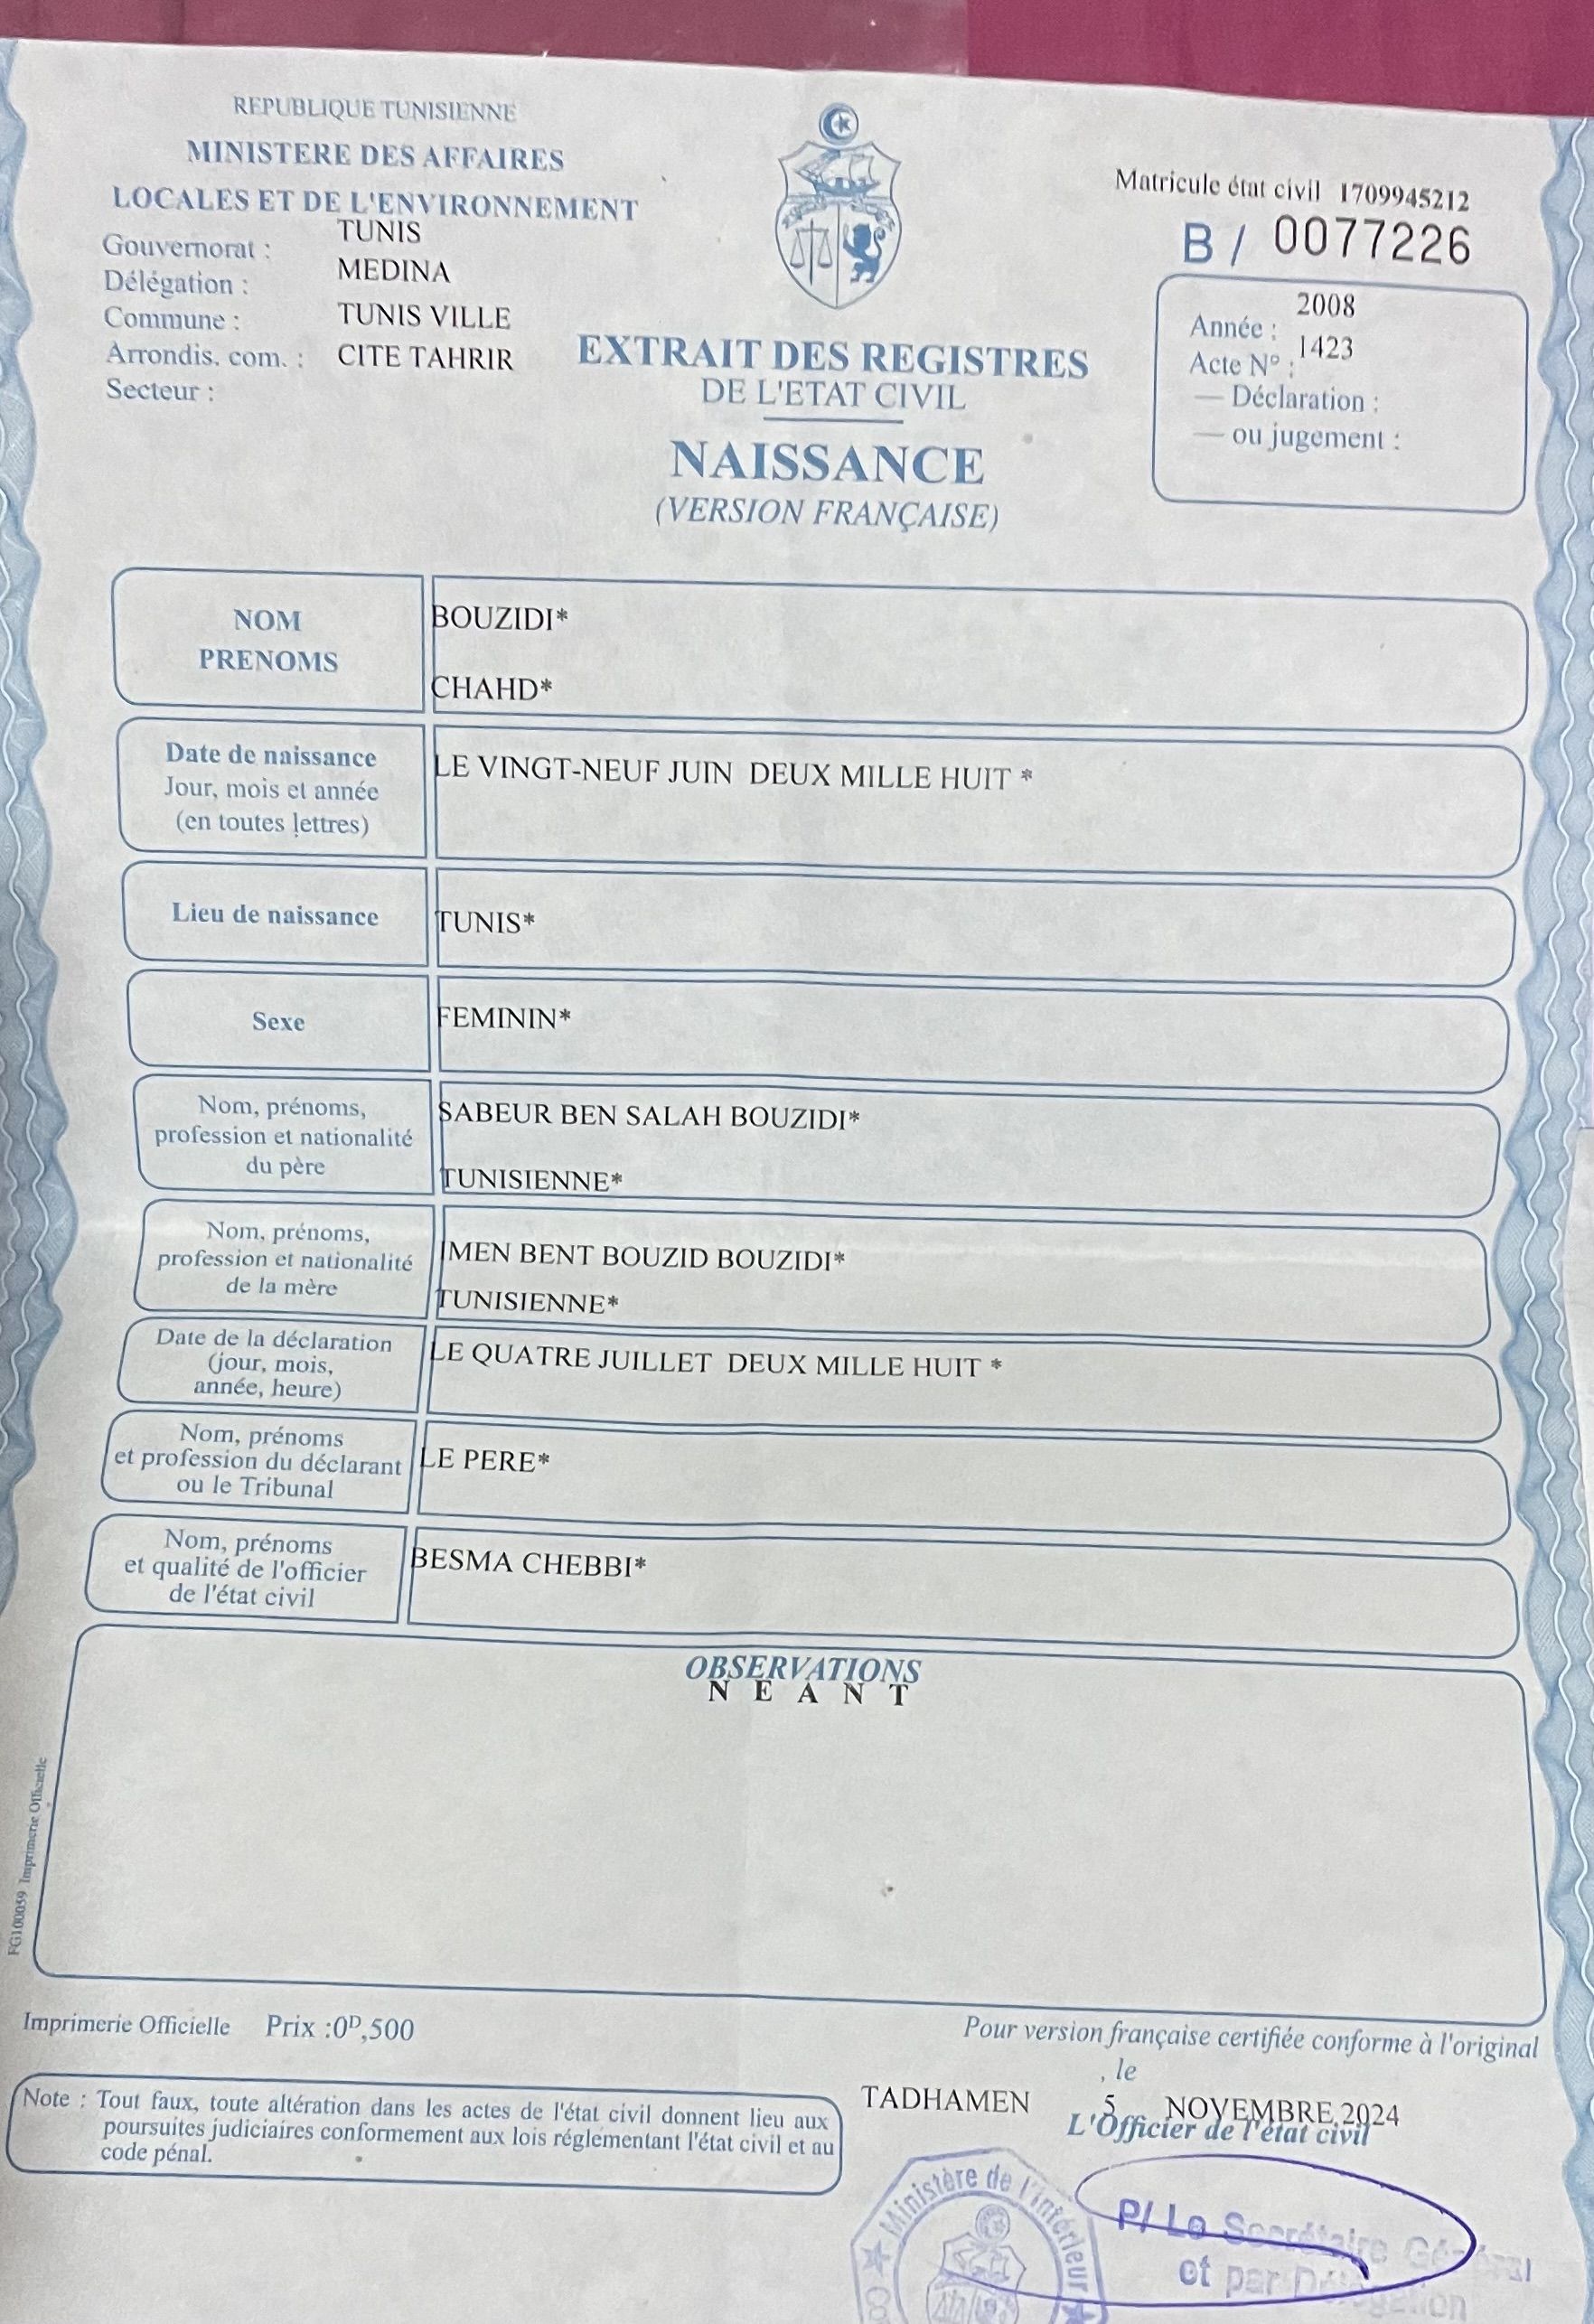 REPUBLIQUE TUNISIENNE
MINISTERE DES AFFAIRES
LOCALES ET DE L'ENVIRONNEMENT
Gouvernorat : TUNIS
Délégation : MEDINA
Commune : TUNIS VILLE
Arrondis. com. : CITE TAHRIR
Secteur :
Matricule état civil 1709945212
B / 0077226
Année : 2008
Acte N° : 1423
— Déclaration :
— ou jugement :
EXTRAIT DES REGISTRES
DE L'ETAT CIVIL
NAISSANCE
(VERSION FRANÇAISE)
NOM
PRENOMS
BOUZIDI*
CHAHD*
Date de naissance
Jour, mois et année
(en toutes lettres)
LE VINGT-NEUF JUIN DEUX MILLE HUIT *
Lieu de naissance
TUNIS*
Sexe
FEMININ*
Nom, prénoms,
profession et nationalité
du père
SABEUR BEN SALAH BOUZIDI*
TUNISIENNE*
Nom, prénoms,
profession et nationalité
de la mère
IMEN BENT BOUZID BOUZIDI*
TUNISIENNE*
Date de la déclaration
(jour, mois,
année, heure)
LE QUATRE JUILLET DEUX MILLE HUIT *
Nom, prénoms
et profession du déclarant
ou le Tribunal
LE PERE*
Nom, prénoms
et qualité de l'officier
de l'état civil
BESMA CHEBBI*
OBSERVATIONS
N E A N T
FG100059 Imprimerie Officielle
Imprimerie Officielle Prix :0ᴰ,500
Pour version française certifiée conforme à l'original
, le
TADHAMEN 5 NOVEMBRE 2024
L'Officier de l'état civil
Note : Tout faux, toute altération dans les actes de l'état civil donnent lieu aux
poursuites judiciaires conformement aux lois réglementant l'état civil et au
code pénal.
Ministère de l'Intérieur
P/ Le Secrétaire Général
et par Délégation